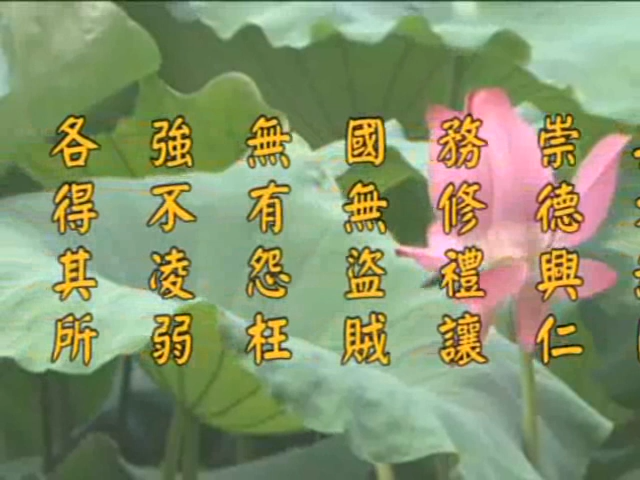 崇德興仁
務修禮讓
國無盜賊
無有怨枉
強不凌弱
各得其所